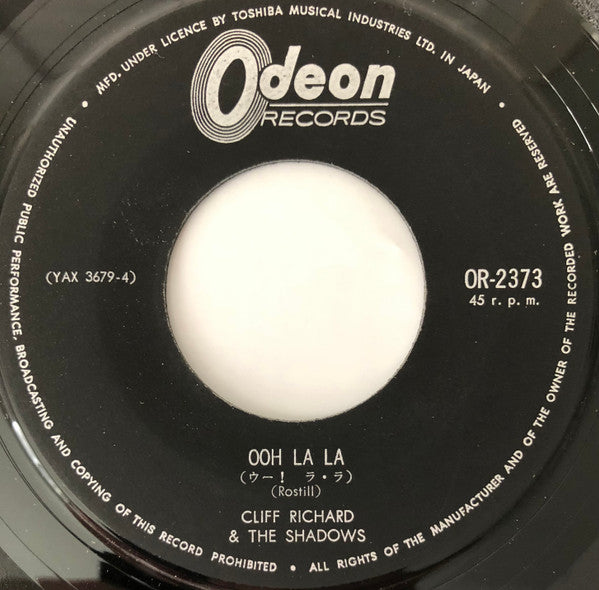 • MFD. UNDER LICENCE BY TOSHIBA MUSICAL INDUSTRIES LTD. IN JAPAN •
Odeon
RECORDS
(YAX 3679-4)
OR-2373
45 r. p. m.
OOH LA LA
(ウー! ラ・ラ)
(Rostill)
CLIFF RICHARD
& THE SHADOWS
UNAUTHORIZED PUBLIC PERFORMANCE, BROADCASTING AND COPYING OF THIS RECORD PROHIBITED • ALL RIGHTS OF THE MANUFACTURER AND OF THE OWNER OF THE RECORDED WORK ARE RESERVED